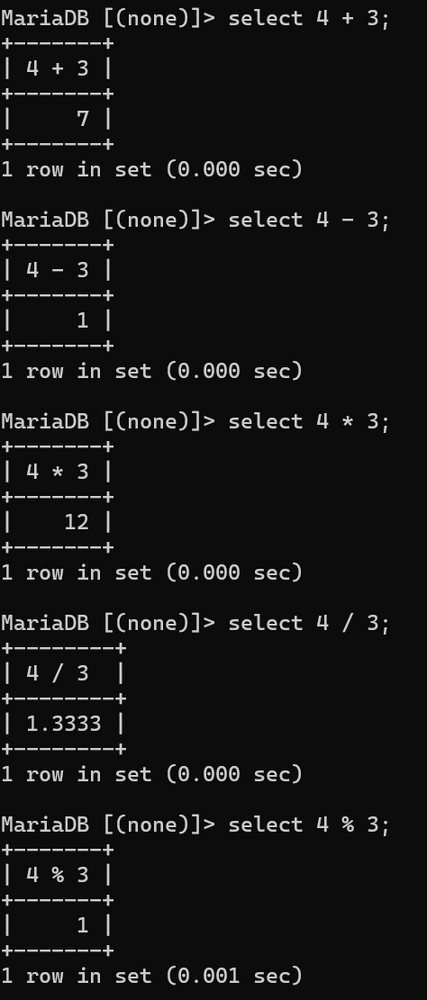 MariaDB [(none)]> select 4 + 3;
+-------+
| 4 + 3 |
+-------+
|     7 |
+-------+
1 row in set (0.000 sec)

MariaDB [(none)]> select 4 - 3;
+-------+
| 4 - 3 |
+-------+
|     1 |
+-------+
1 row in set (0.000 sec)

MariaDB [(none)]> select 4 * 3;
+-------+
| 4 * 3 |
+-------+
|    12 |
+-------+
1 row in set (0.000 sec)

MariaDB [(none)]> select 4 / 3;
+--------+
| 4 / 3  |
+--------+
| 1.3333 |
+--------+
1 row in set (0.000 sec)

MariaDB [(none)]> select 4 % 3;
+-------+
| 4 % 3 |
+-------+
|     1 |
+-------+
1 row in set (0.001 sec)